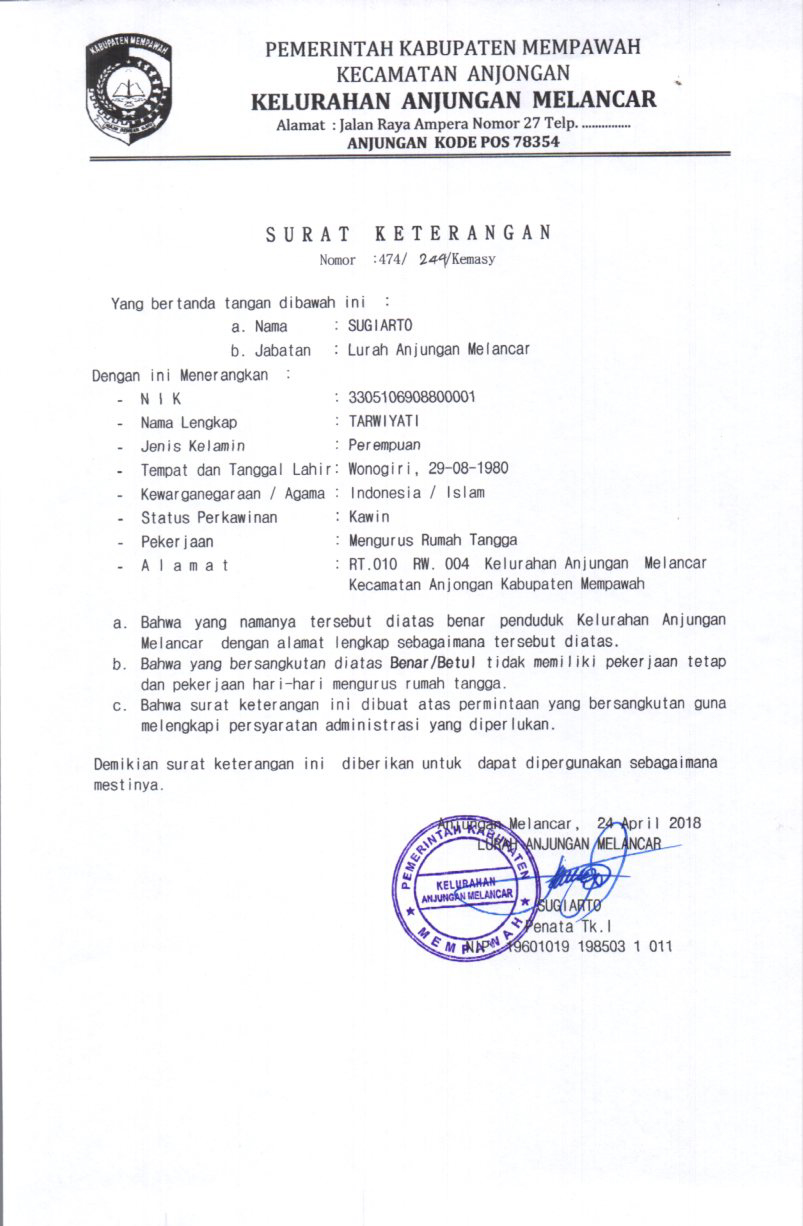 KABUPATEN MEMPAWAH
PEMERINTAH KABUPATEN MEMPAWAH
KECAMATAN ANJONGAN
KELURAHAN ANJUNGAN MELANCAR
Alamat : Jalan Raya Ampera Nomor 27 Telp. ...............
ANJUNGAN KODE POS 78354
SURAT KETERANGAN
Nomor :474/ 249/Kemasy
Yang bertanda tangan dibawah ini :
a. Nama : SUGIARTO
b. Jabatan : Lurah Anjungan Melancar
Dengan ini Menerangkan :
- N I K : 3305106908800001
- Nama Lengkap : TARWIYATI
- Jenis Kelamin : Perempuan
- Tempat dan Tanggal Lahir: Wonogiri, 29-08-1980
- Kewarganegaraan / Agama : Indonesia / Islam
- Status Perkawinan : Kawin
- Pekerjaan : Mengurus Rumah Tangga
- A l a m a t : RT.010 RW. 004 Kelurahan Anjungan Melancar
Kecamatan Anjongan Kabupaten Mempawah
a. Bahwa yang namanya tersebut diatas benar penduduk Kelurahan Anjungan
Melancar dengan alamat lengkap sebagaimana tersebut diatas.
b. Bahwa yang bersangkutan diatas Benar/Betul tidak memiliki pekerjaan tetap
dan pekerjaan hari-hari mengurus rumah tangga.
c. Bahwa surat keterangan ini dibuat atas permintaan yang bersangkutan guna
melengkapi persyaratan administrasi yang diperlukan.
Demikian surat keterangan ini diberikan untuk dapat dipergunakan sebagaimana
mestinya.
Anjungan Melancar, 24 April 2018
LURAH ANJUNGAN MELANCAR
PEMERINTAH KABUPATEN
KELURAHAN
ANJUNGAN MELANCAR
MEMPAWAH
SUGIARTO
Penata Tk.I
NIP. 19601019 198503 1 011